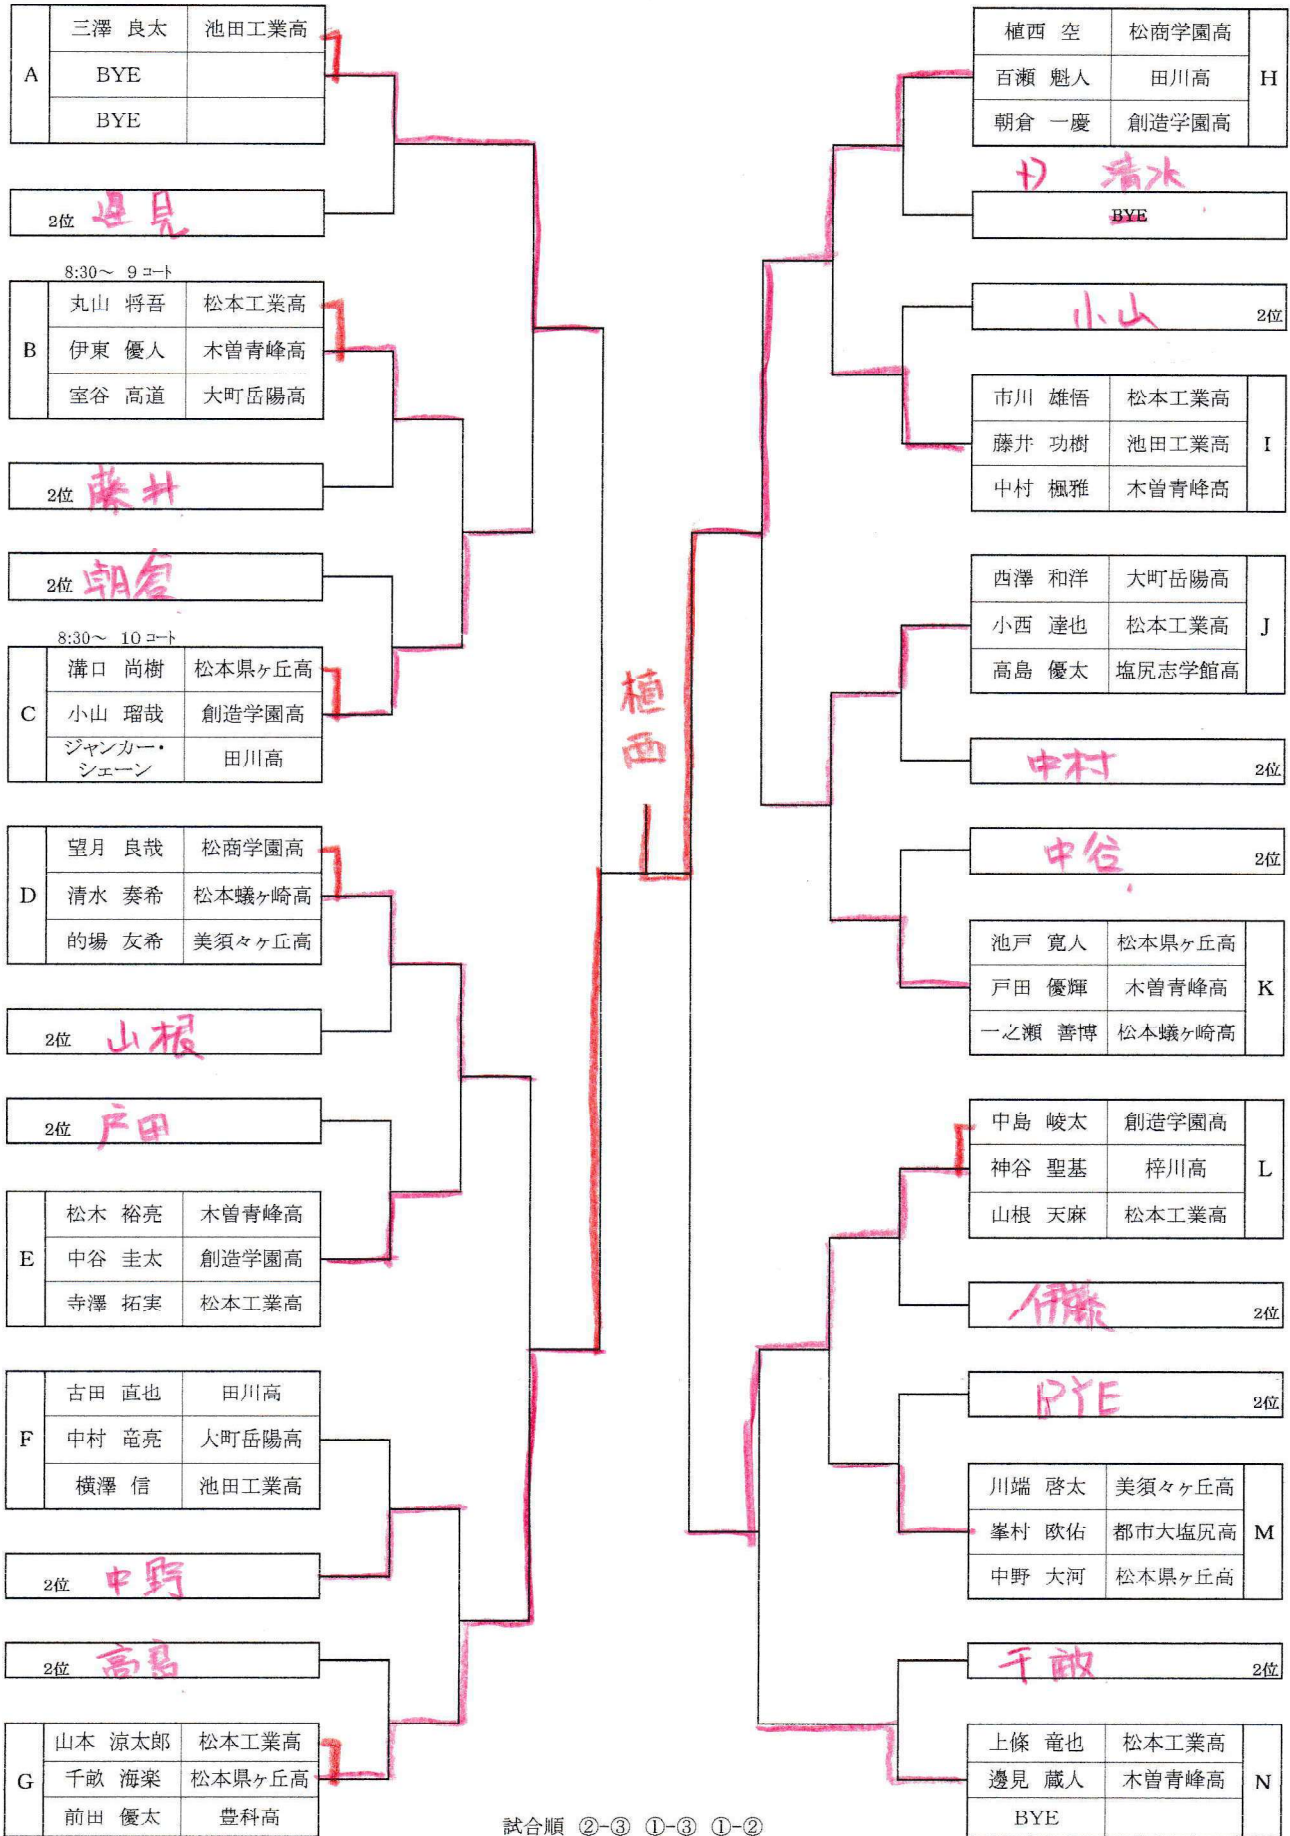 A
三澤 良太 池田工業高
BYE
BYE
2位 邉見
8:30～ 9コート
B
丸山 将吾 松本工業高
伊東 優人 木曽青峰高
室谷 高道 大町岳陽高
2位 藤井
2位 朝倉
8:30～ 10コート
C
溝口 尚樹 松本県ヶ丘高
小山 瑠哉 創造学園高
ジャンカー・シェーン 田川高
D
望月 良哉 松商学園高
清水 奏希 松本蟻ヶ崎高
的場 友希 美須々ヶ丘高
2位 山根
2位 戸田
E
松木 裕亮 木曽青峰高
中谷 圭太 創造学園高
寺澤 拓実 松本工業高
F
古田 直也 田川高
中村 竜亮 大町岳陽高
横澤 信 池田工業高
2位 中野
2位 高島
G
山本 涼太郎 松本工業高
千畝 海楽 松本県ヶ丘高
前田 優太 豊科高
植西
試合順 ②-③ ①-③ ①-②
植西 空 松商学園高
百瀬 魁人 田川高
朝倉 一慶 創造学園高
H
清水
BYE
小山 2位
市川 雄悟 松本工業高
藤井 功樹 池田工業高
中村 楓雅 木曽青峰高
I
西澤 和洋 大町岳陽高
小西 達也 松本工業高
高島 優太 塩尻志学館高
J
中村 2位
中谷 2位
池戸 寛人 松本県ヶ丘高
戸田 優輝 木曽青峰高
一之瀬 善博 松本蟻ヶ崎高
K
中島 崚太 創造学園高
神谷 聖基 梓川高
山根 天麻 松本工業高
L
伊藤 2位
BYE 2位
川端 啓太 美須々ヶ丘高
峯村 欧佑 都市大塩尻高
中野 大河 松本県ヶ丘高
M
千畝 2位
上條 竜也 松本工業高
邊見 蔵人 木曽青峰高
BYE
N